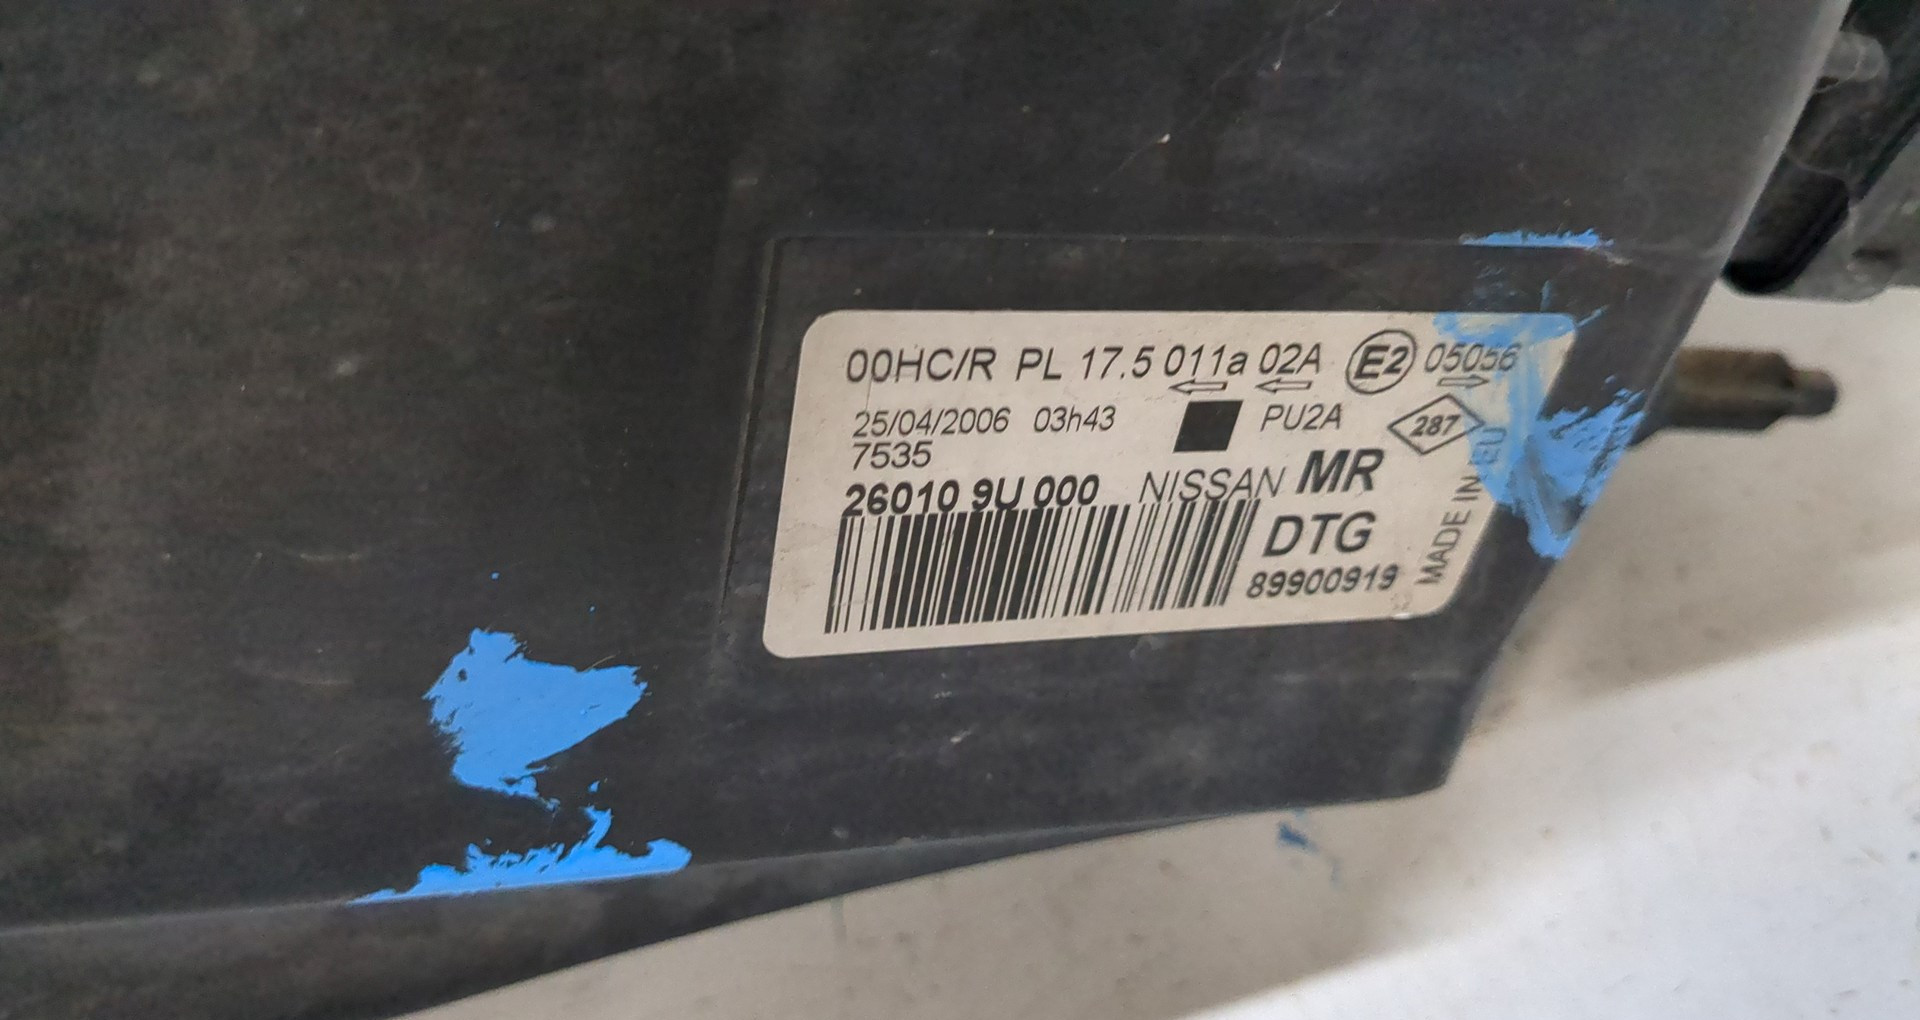 00HC/R PL 17.5 011a 02A E2 05056
25/04/2006 03h43 PU2A 287
7535
26010 9U 000 NISSAN MR
DTG
89900919
MADE IN EU